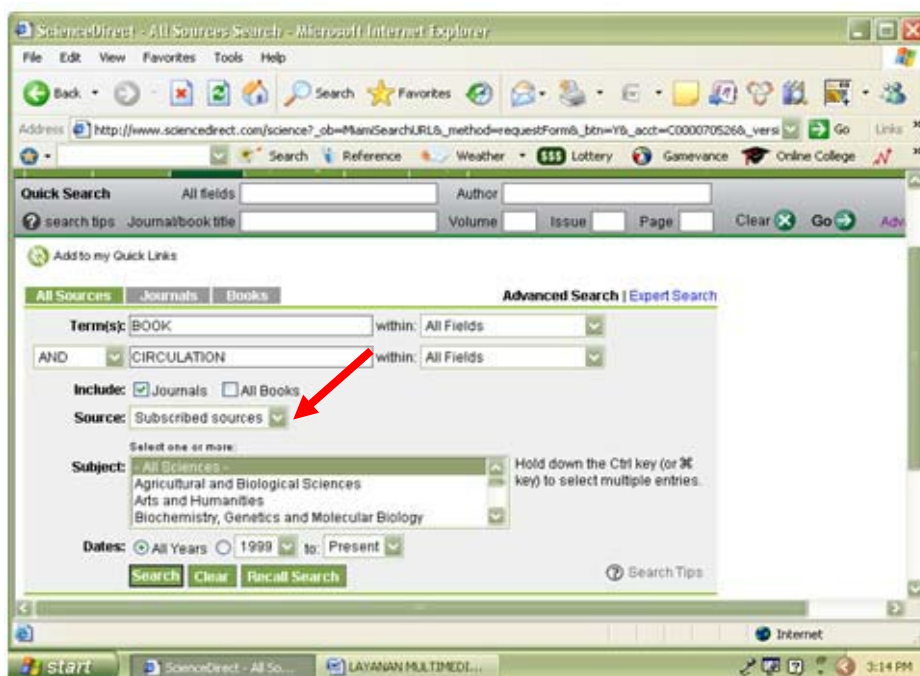 ScienceDirect - All Sources Search - Microsoft Internet Explorer
File Edit View Favorites Tools Help
Back Search Favorites
Address http://www.sciencedirect.com/science?_ob=MiamiSearchURL&_method=requestForm&_btn=Y&_acct=C000070526&_versi Go Links
Search Reference Weather $$$ Lottery Gamevance Online College
Quick Search All fields Author
search tips Journal/book title Volume Issue Page Clear Go Adv
Add to my Quick Links
All Sources Journals Books Advanced Search | Expert Search
Term(s): BOOK within: All Fields
AND CIRCULATION within: All Fields
Include: Journals All Books
Source: Subscribed sources
Select one or more:
Subject: - All Sciences -
Agricultural and Biological Sciences
Arts and Humanities
Biochemistry, Genetics and Molecular Biology
Hold down the Ctrl key (or ⌘
key) to select multiple entries.
Dates: All Years 1999 to: Present
Search Clear Recall Search Search Tips
Internet
start ScienceDirect - All So... LAYANAN MULTIMEDI... 3:14 PM